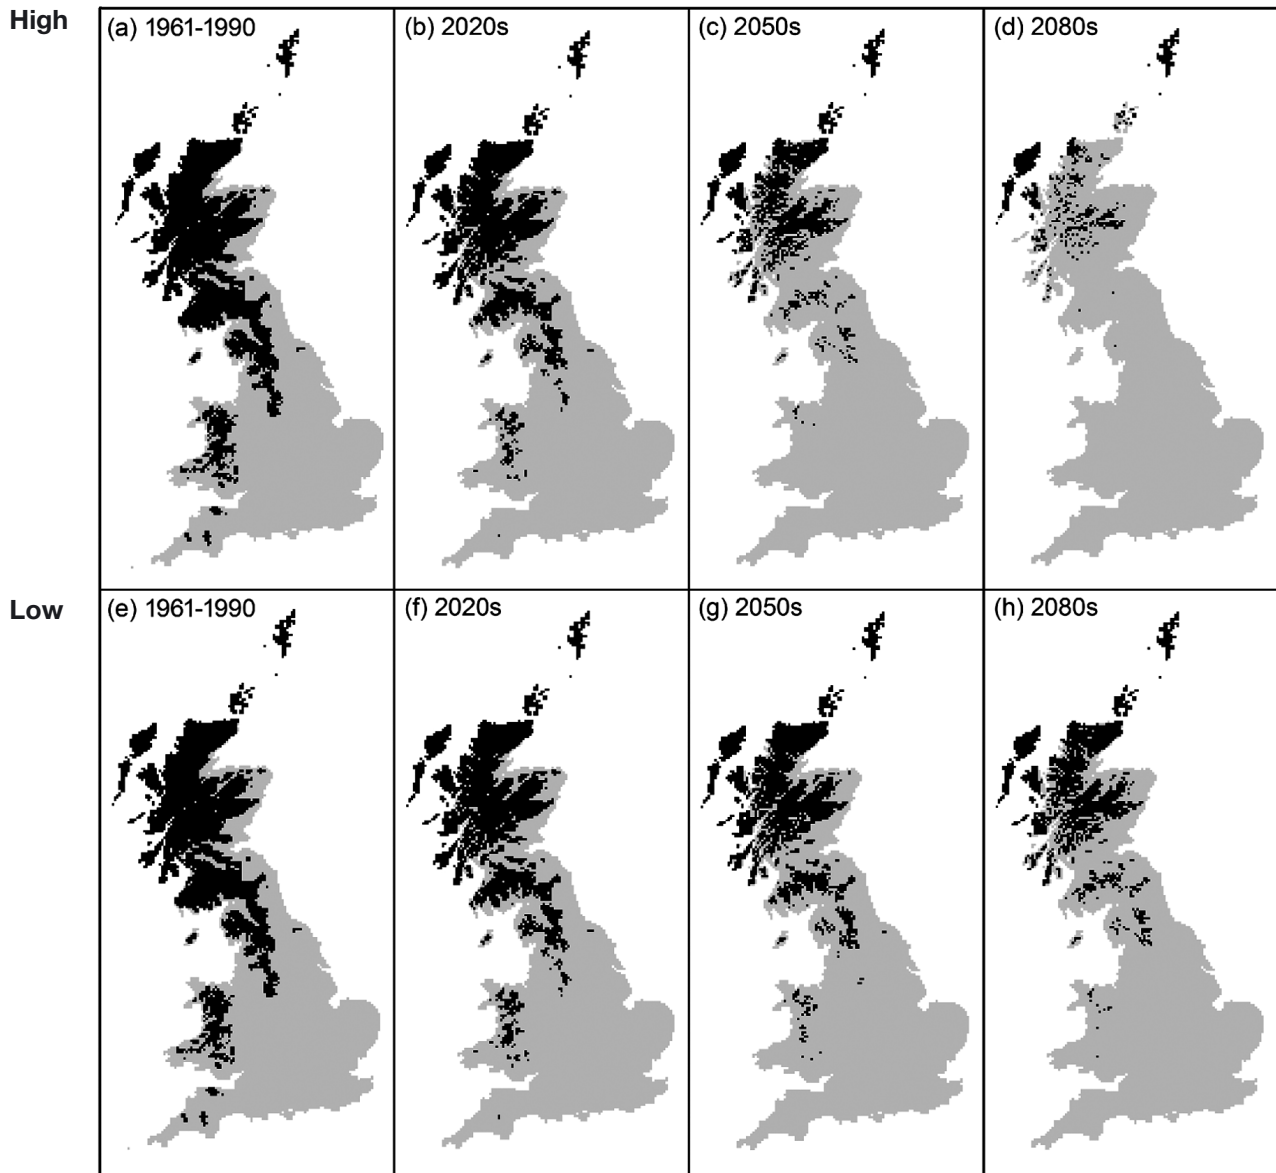 High
(a) 1961-1990
(b) 2020s
(c) 2050s
(d) 2080s
Low
(e) 1961-1990
(f) 2020s
(g) 2050s
(h) 2080s